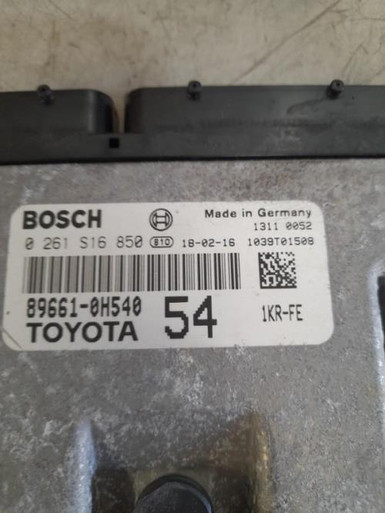 BOSCH Made in Germany
1311 0052
0 261 S16 850 810 18-02-16 1039T01508
89661-0H540
TOYOTA 54 1KR-FE